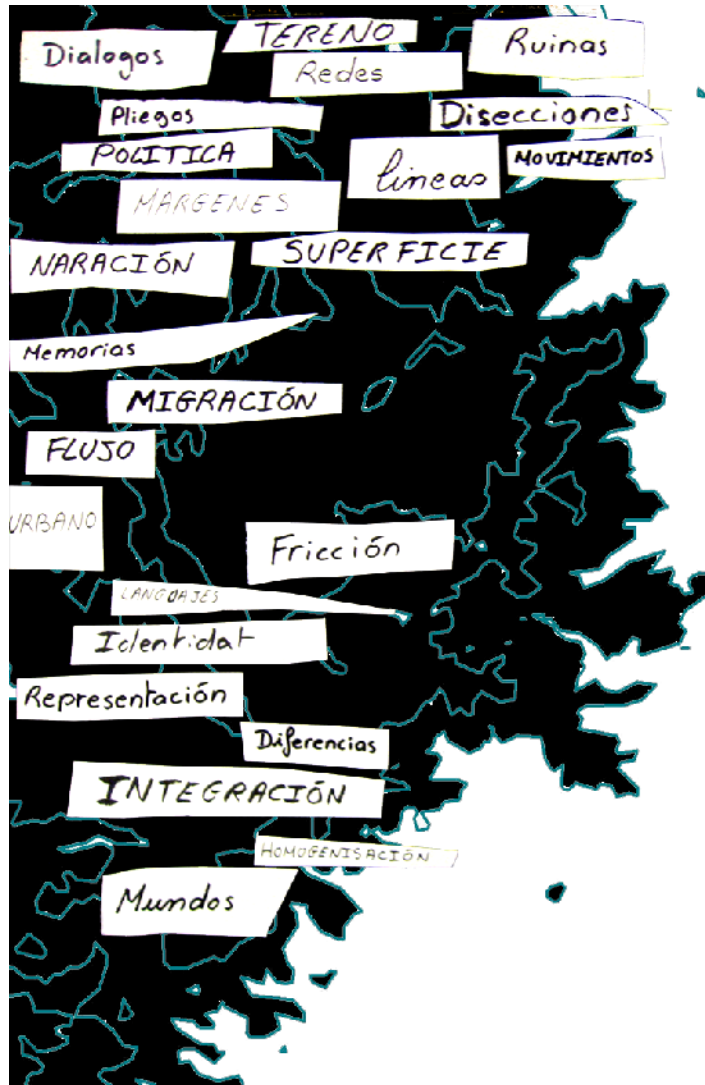 TERENO
Dialogos
Ruinas
Redes
Pliegos
Disecciones
POLITICA
lineas
MOVIMIENTOS
MARGENES
NARACIÓN
SUPERFICIE
Memorias
MIGRACIÓN
FLUJO
URBANO
Fricción
LANGUAJES
Identidat
Representación
Diferencias
INTEGRACIÓN
HOMOGENISACIÓN
Mundos